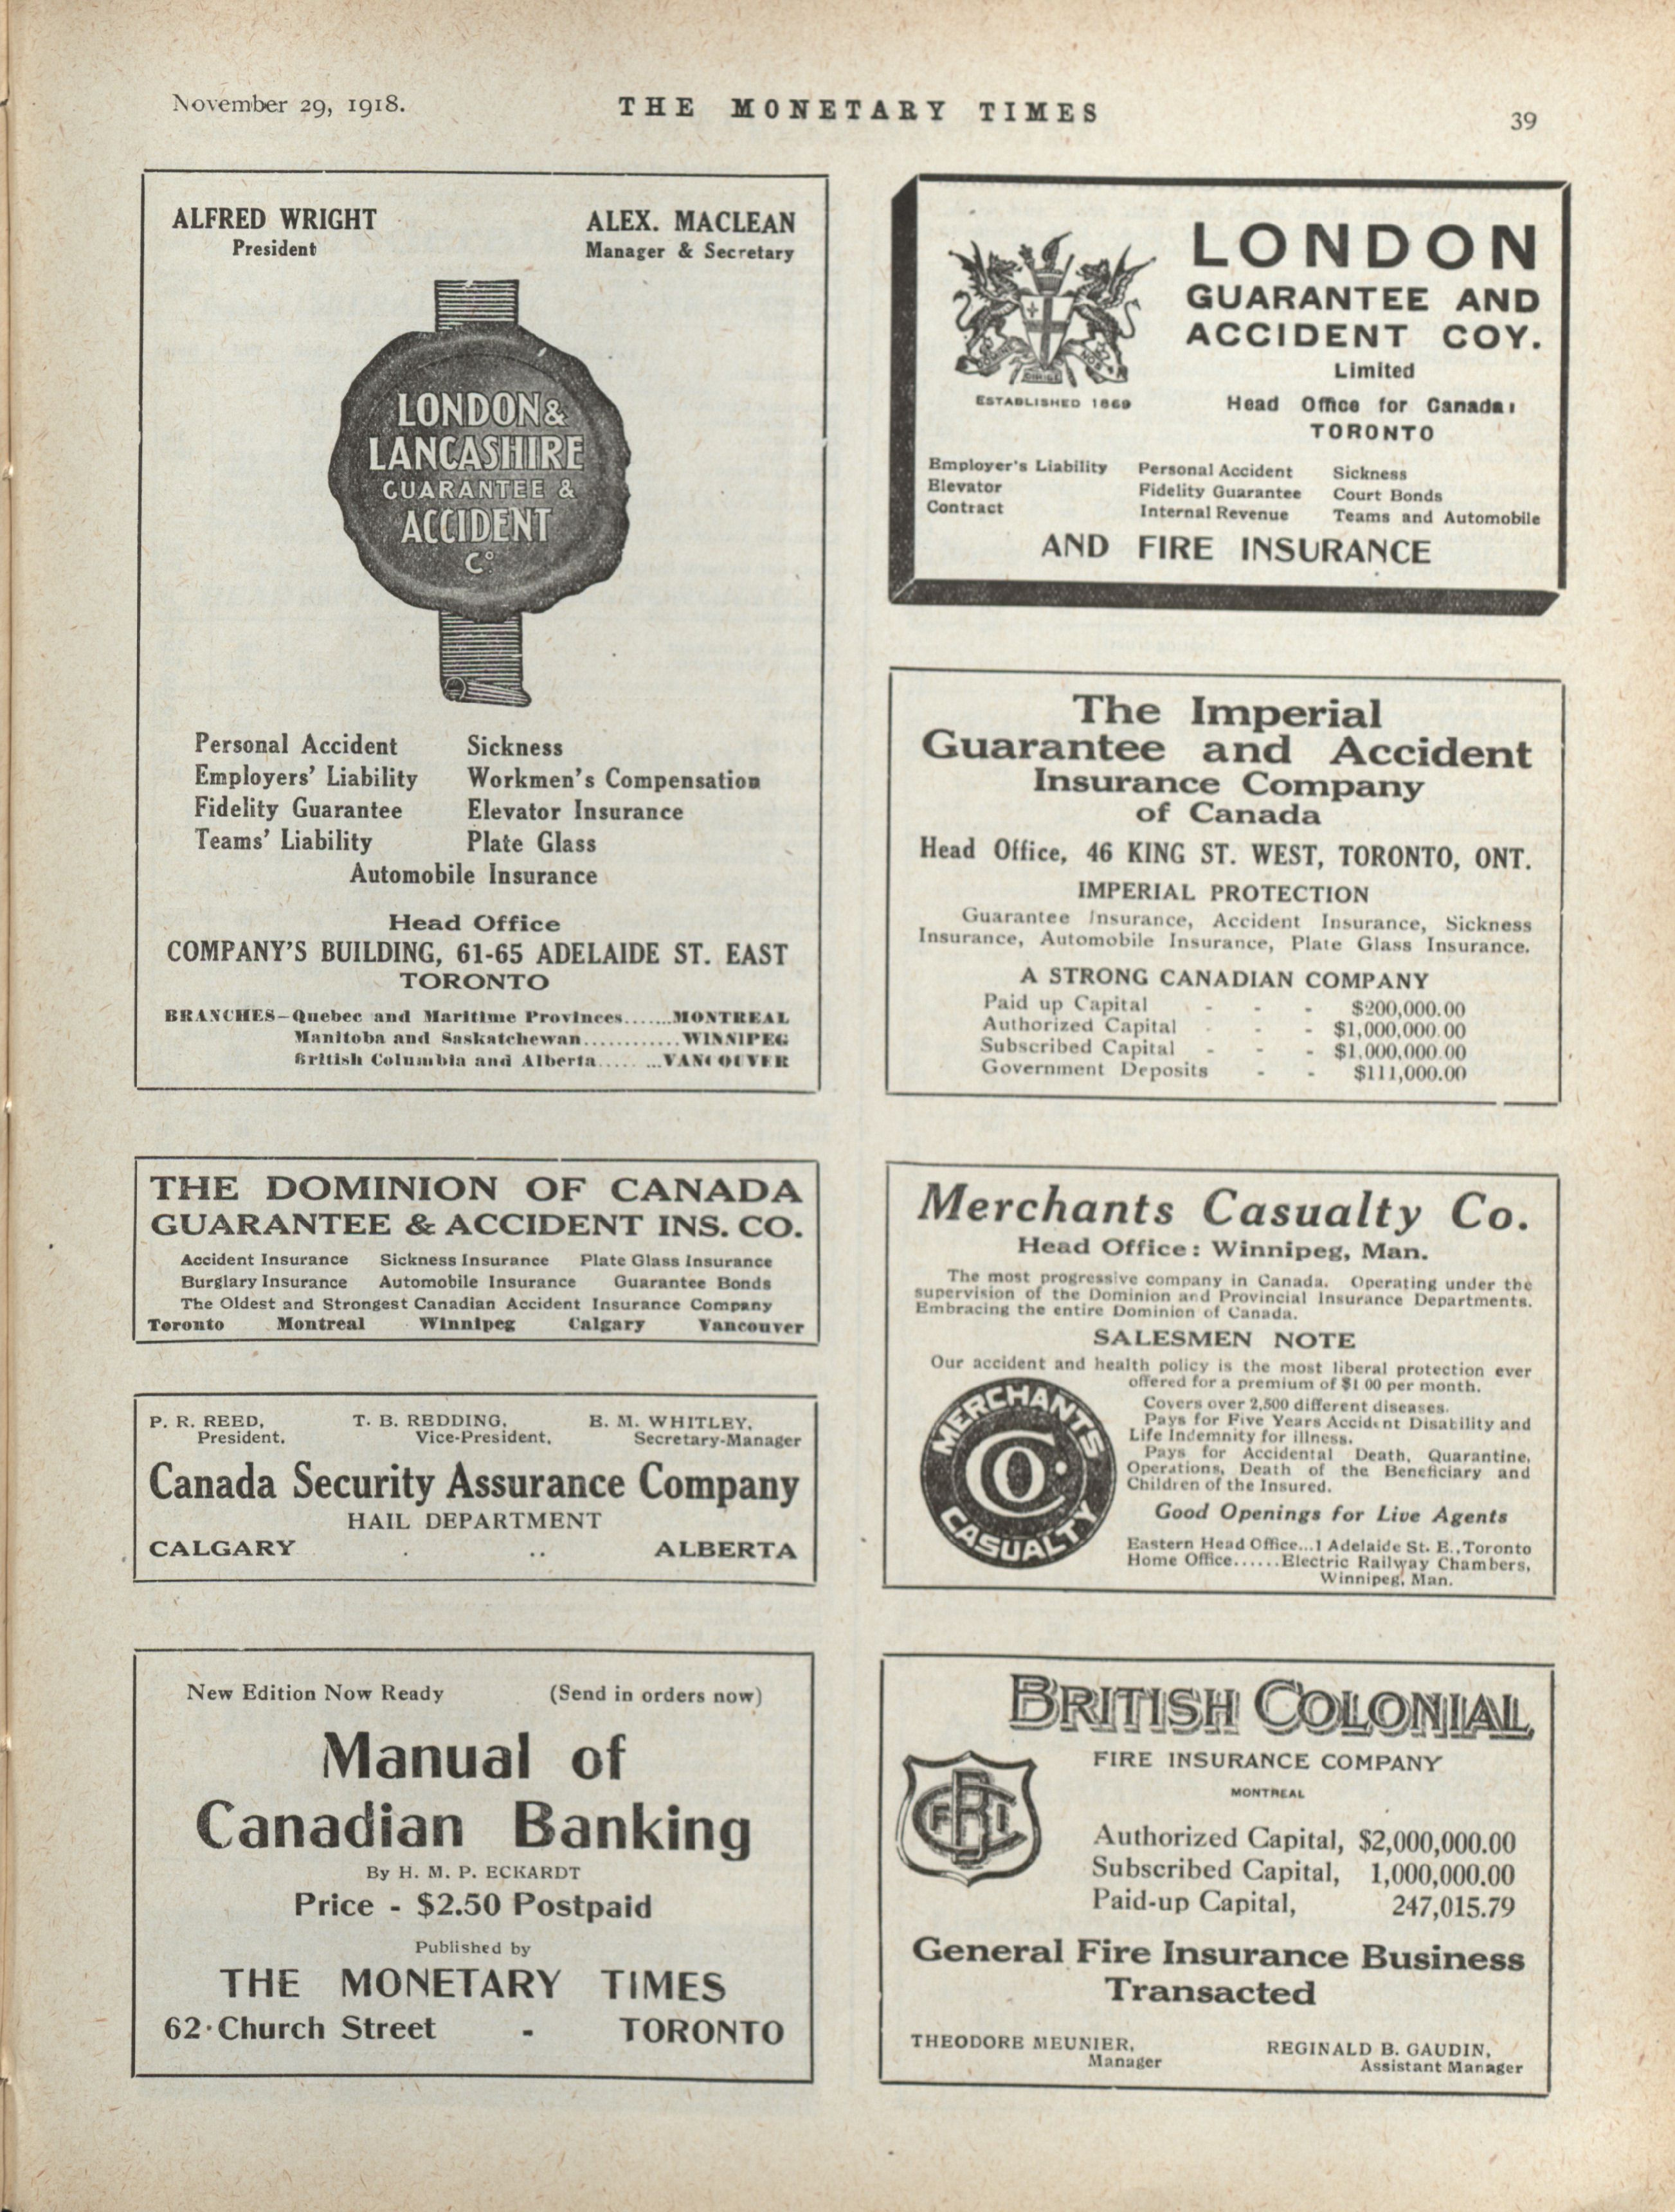 November 29, 1918.
THE MONETARY TIMES
39
ALFRED WRIGHT
President
ALEX. MACLEAN
Manager & Secretary
LONDON &
LANCASHIRE
GUARANTEE &
ACCIDENT
Co
Personal Accident Sickness
Employers' Liability Workmen's Compensation
Fidelity Guarantee Elevator Insurance
Teams' Liability Plate Glass
Automobile Insurance
Head Office
COMPANY'S BUILDING, 61-65 ADELAIDE ST. EAST
TORONTO
BRANCHES—Quebec and Maritime Provinces.......MONTREAL
Manitoba and Saskatchewan............WINNIPEG
British Columbia and Alberta..... ...VANCOUVER
THE DOMINION OF CANADA
GUARANTEE & ACCIDENT INS. CO.
Accident Insurance Sickness Insurance Plate Glass Insurance
Burglary Insurance Automobile Insurance Guarantee Bonds
The Oldest and Strongest Canadian Accident Insurance Company
Toronto Montreal Winnipeg Calgary Vancouver
P. R. REED, T. B. REDDING, B. M. WHITLEY,
President. Vice-President. Secretary-Manager
Canada Security Assurance Company
HAIL DEPARTMENT
CALGARY . .. ALBERTA
New Edition Now Ready (Send in orders now)
Manual of
Canadian Banking
By H. M. P. ECKARDT
Price - $2.50 Postpaid
Published by
THE MONETARY TIMES
62 Church Street - TORONTO
LONDON
GUARANTEE AND
ACCIDENT COY.
Limited
ESTABLISHED 1869
Head Office for Canada:
TORONTO
Employer's Liability Personal Accident Sickness
Elevator Fidelity Guarantee Court Bonds
Contract Internal Revenue Teams and Automobile
AND FIRE INSURANCE
The Imperial
Guarantee and Accident
Insurance Company
of Canada
Head Office, 46 KING ST. WEST, TORONTO, ONT.
IMPERIAL PROTECTION
Guarantee Insurance, Accident Insurance, Sickness
Insurance, Automobile Insurance, Plate Glass Insurance.
A STRONG CANADIAN COMPANY
Paid up Capital - - - $200,000.00
Authorized Capital - - - $1,000,000.00
Subscribed Capital - - - $1,000,000.00
Government Deposits - - $111,000.00
Merchants Casualty Co.
Head Office: Winnipeg, Man.
The most progressive company in Canada. Operating under the
supervision of the Dominion and Provincial Insurance Departments.
Embracing the entire Dominion of Canada.
SALESMEN NOTE
Our accident and health policy is the most liberal protection ever
offered for a premium of $1 00 per month.
Covers over 2,500 different diseases.
Pays for Five Years Accident Disability and
Life Indemnity for illness.
Pays for Accidental Death, Quarantine,
Operations, Death of the Beneficiary and
Children of the Insured.
Good Openings for Live Agents
Eastern Head Office...1 Adelaide St. E., Toronto
Home Office......Electric Railway Chambers,
Winnipeg, Man.
MERCHANTS
CO
CASUALTY
BRITISH COLONIAL
FIRE INSURANCE COMPANY
MONTREAL
Authorized Capital, $2,000,000.00
Subscribed Capital, 1,000,000.00
Paid-up Capital, 247,015.79
General Fire Insurance Business
Transacted
THEODORE MEUNIER, REGINALD B. GAUDIN,
Manager Assistant Manager